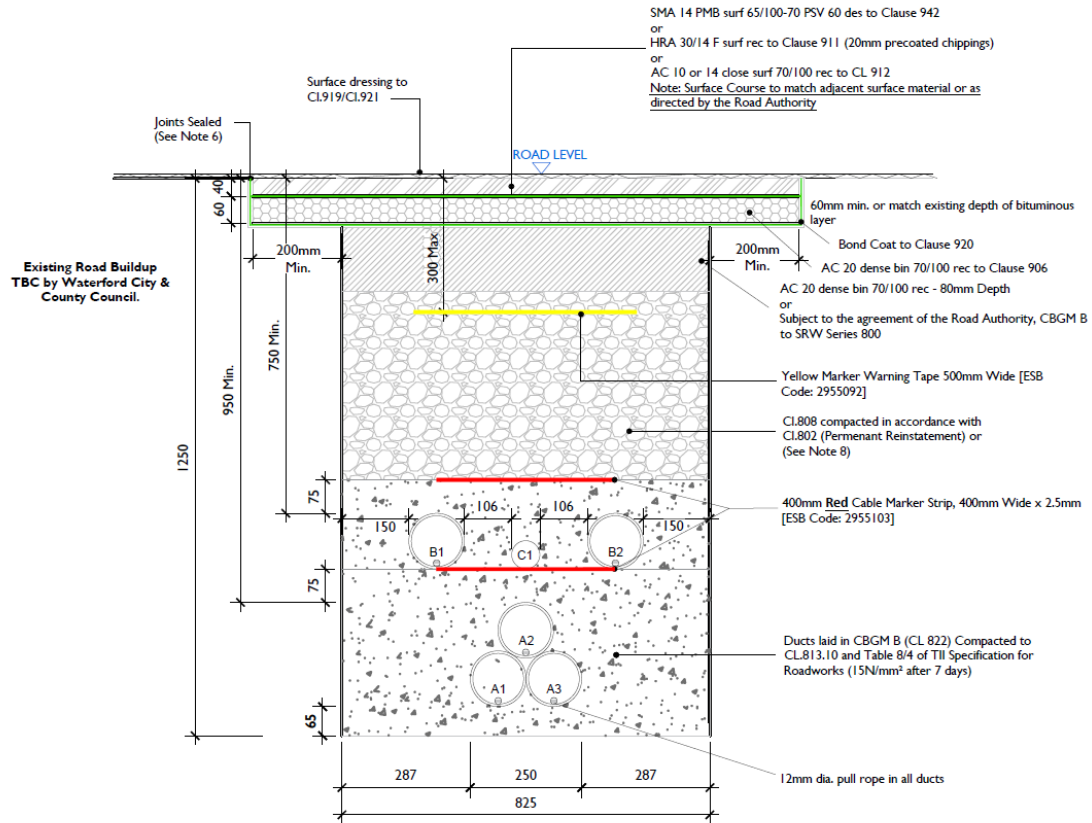 SMA 14 PMB surf 65/100-70 PSV 60 des to Clause 942
or
HRA 30/14 F surf rec to Clause 911 (20mm precoated chippings)
or
AC 10 or 14 close surf 70/100 rec to CL 912
Note: Surface Course to match adjacent surface material or as
directed by the Road Authority
Surface dressing to
Cl.919/Cl.921
Joints Sealed
(See Note 6)
ROAD LEVEL
40
60
60mm min. or match existing depth of bituminous
layer
Bond Coat to Clause 920
200mm
Min.
300 Max
200mm
Min.
AC 20 dense bin 70/100 rec to Clause 906
Existing Road Buildup
TBC by Waterford City &
County Council.
AC 20 dense bin 70/100 rec - 80mm Depth
or
Subject to the agreement of the Road Authority, CBGM B
to SRW Series 800
750 Min.
950 Min.
1250
Yellow Marker Warning Tape 500mm Wide [ESB
Code: 2955092]
Cl.808 compacted in accordance with
Cl.802 (Permenant Reinstatement) or
(See Note 8)
75
106
106
150
150
400mm Red Cable Marker Strip, 400mm Wide x 2.5mm
[ESB Code: 2955103]
B1
C1
B2
75
A2
Ducts laid in CBGM B (CL 822) Compacted to
CL.813.10 and Table 8/4 of TII Specification for
Roadworks (15N/mm² after 7 days)
A1
A3
65
287
250
287
12mm dia. pull rope in all ducts
825